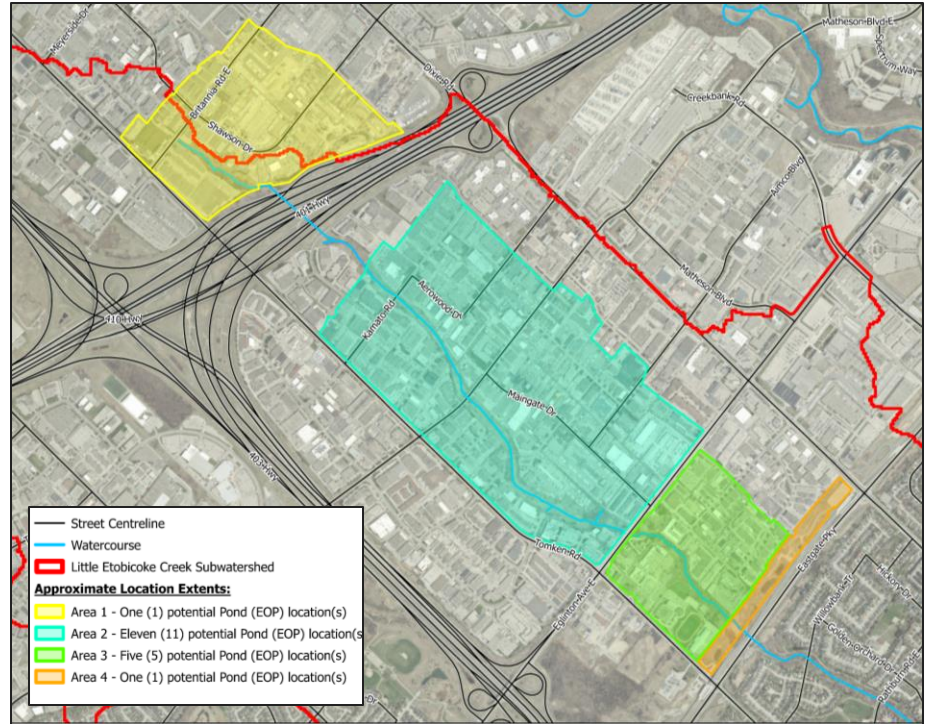 Meyerside-Dr
Matheson-Blvd-E
Spectrum-Way
Britannia-Rd-E
Dixie-Rd
Creekbank-Rd
Shawson-Dr
Aimco-Blvd
401-Hwy
Matheson-Blvd
410-Hwy
Kamato-Rd
Aerowood-D
Maingate-Dr
403-Hwy
Tomken-Rd
Eglinton-Ave-E
Eastgate-Pky
Willowbank-Tr
Hickory-Dr
Golden-Orchard-Dr
Rathburn-Rd-E
Street Centreline
Watercourse
Little Etobicoke Creek Subwatershed
Approximate Location Extents:
Area 1 - One (1) potential Pond (EOP) location(s)
Area 2 - Eleven (11) potential Pond (EOP) location(s
Area 3 - Five (5) potential Pond (EOP) location(s)
Area 4 - One (1) potential Pond (EOP) location(s)
Dr